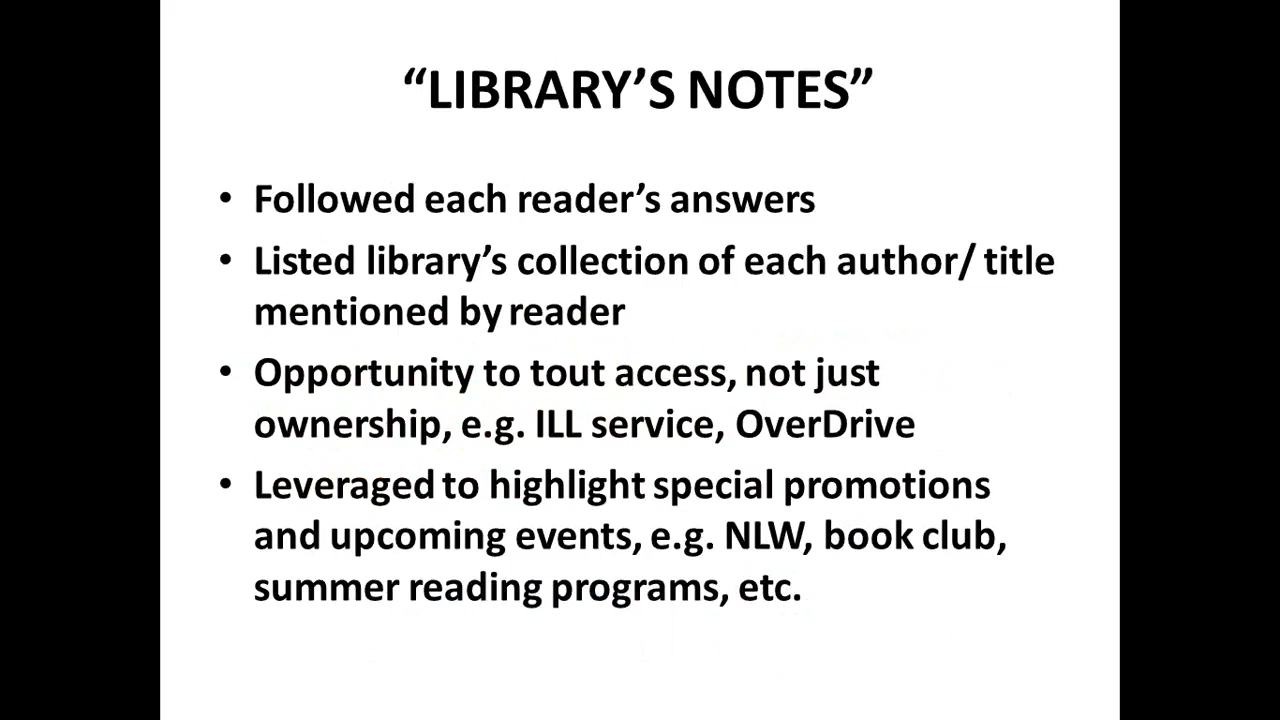 “LIBRARY’S NOTES”
• Followed each reader’s answers
• Listed library’s collection of each author/ title
mentioned by reader
• Opportunity to tout access, not just
ownership, e.g. ILL service, OverDrive
• Leveraged to highlight special promotions
and upcoming events, e.g. NLW, book club,
summer reading programs, etc.